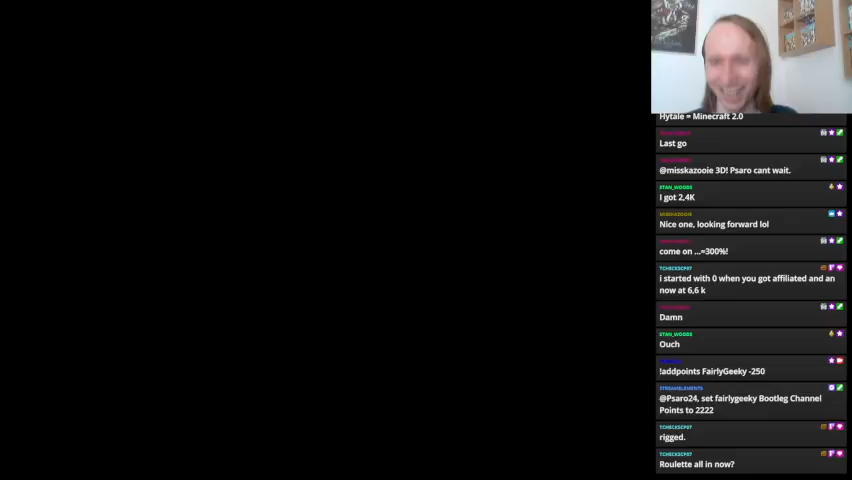 Hytale = Minecraft 2.0
Last go
@misskazooie 3D! Psaro cant wait.
STAN_WOODS
I got 2,4K
MISSKAZOOIE
Nice one, looking forward lol
come on ...=300%!
TCHECKSCP07
i started with 0 when you got affiliated and an
now at 6,6 k
Damn
STAN_WOODS
Ouch
!addpoints FairlyGeeky -250
STREAMELEMENTS
@Psaro24, set fairlygeeky Bootleg Channel
Points to 2222
TCHECKSCP07
rigged.
TCHECKSCP07
Roulette all in now?